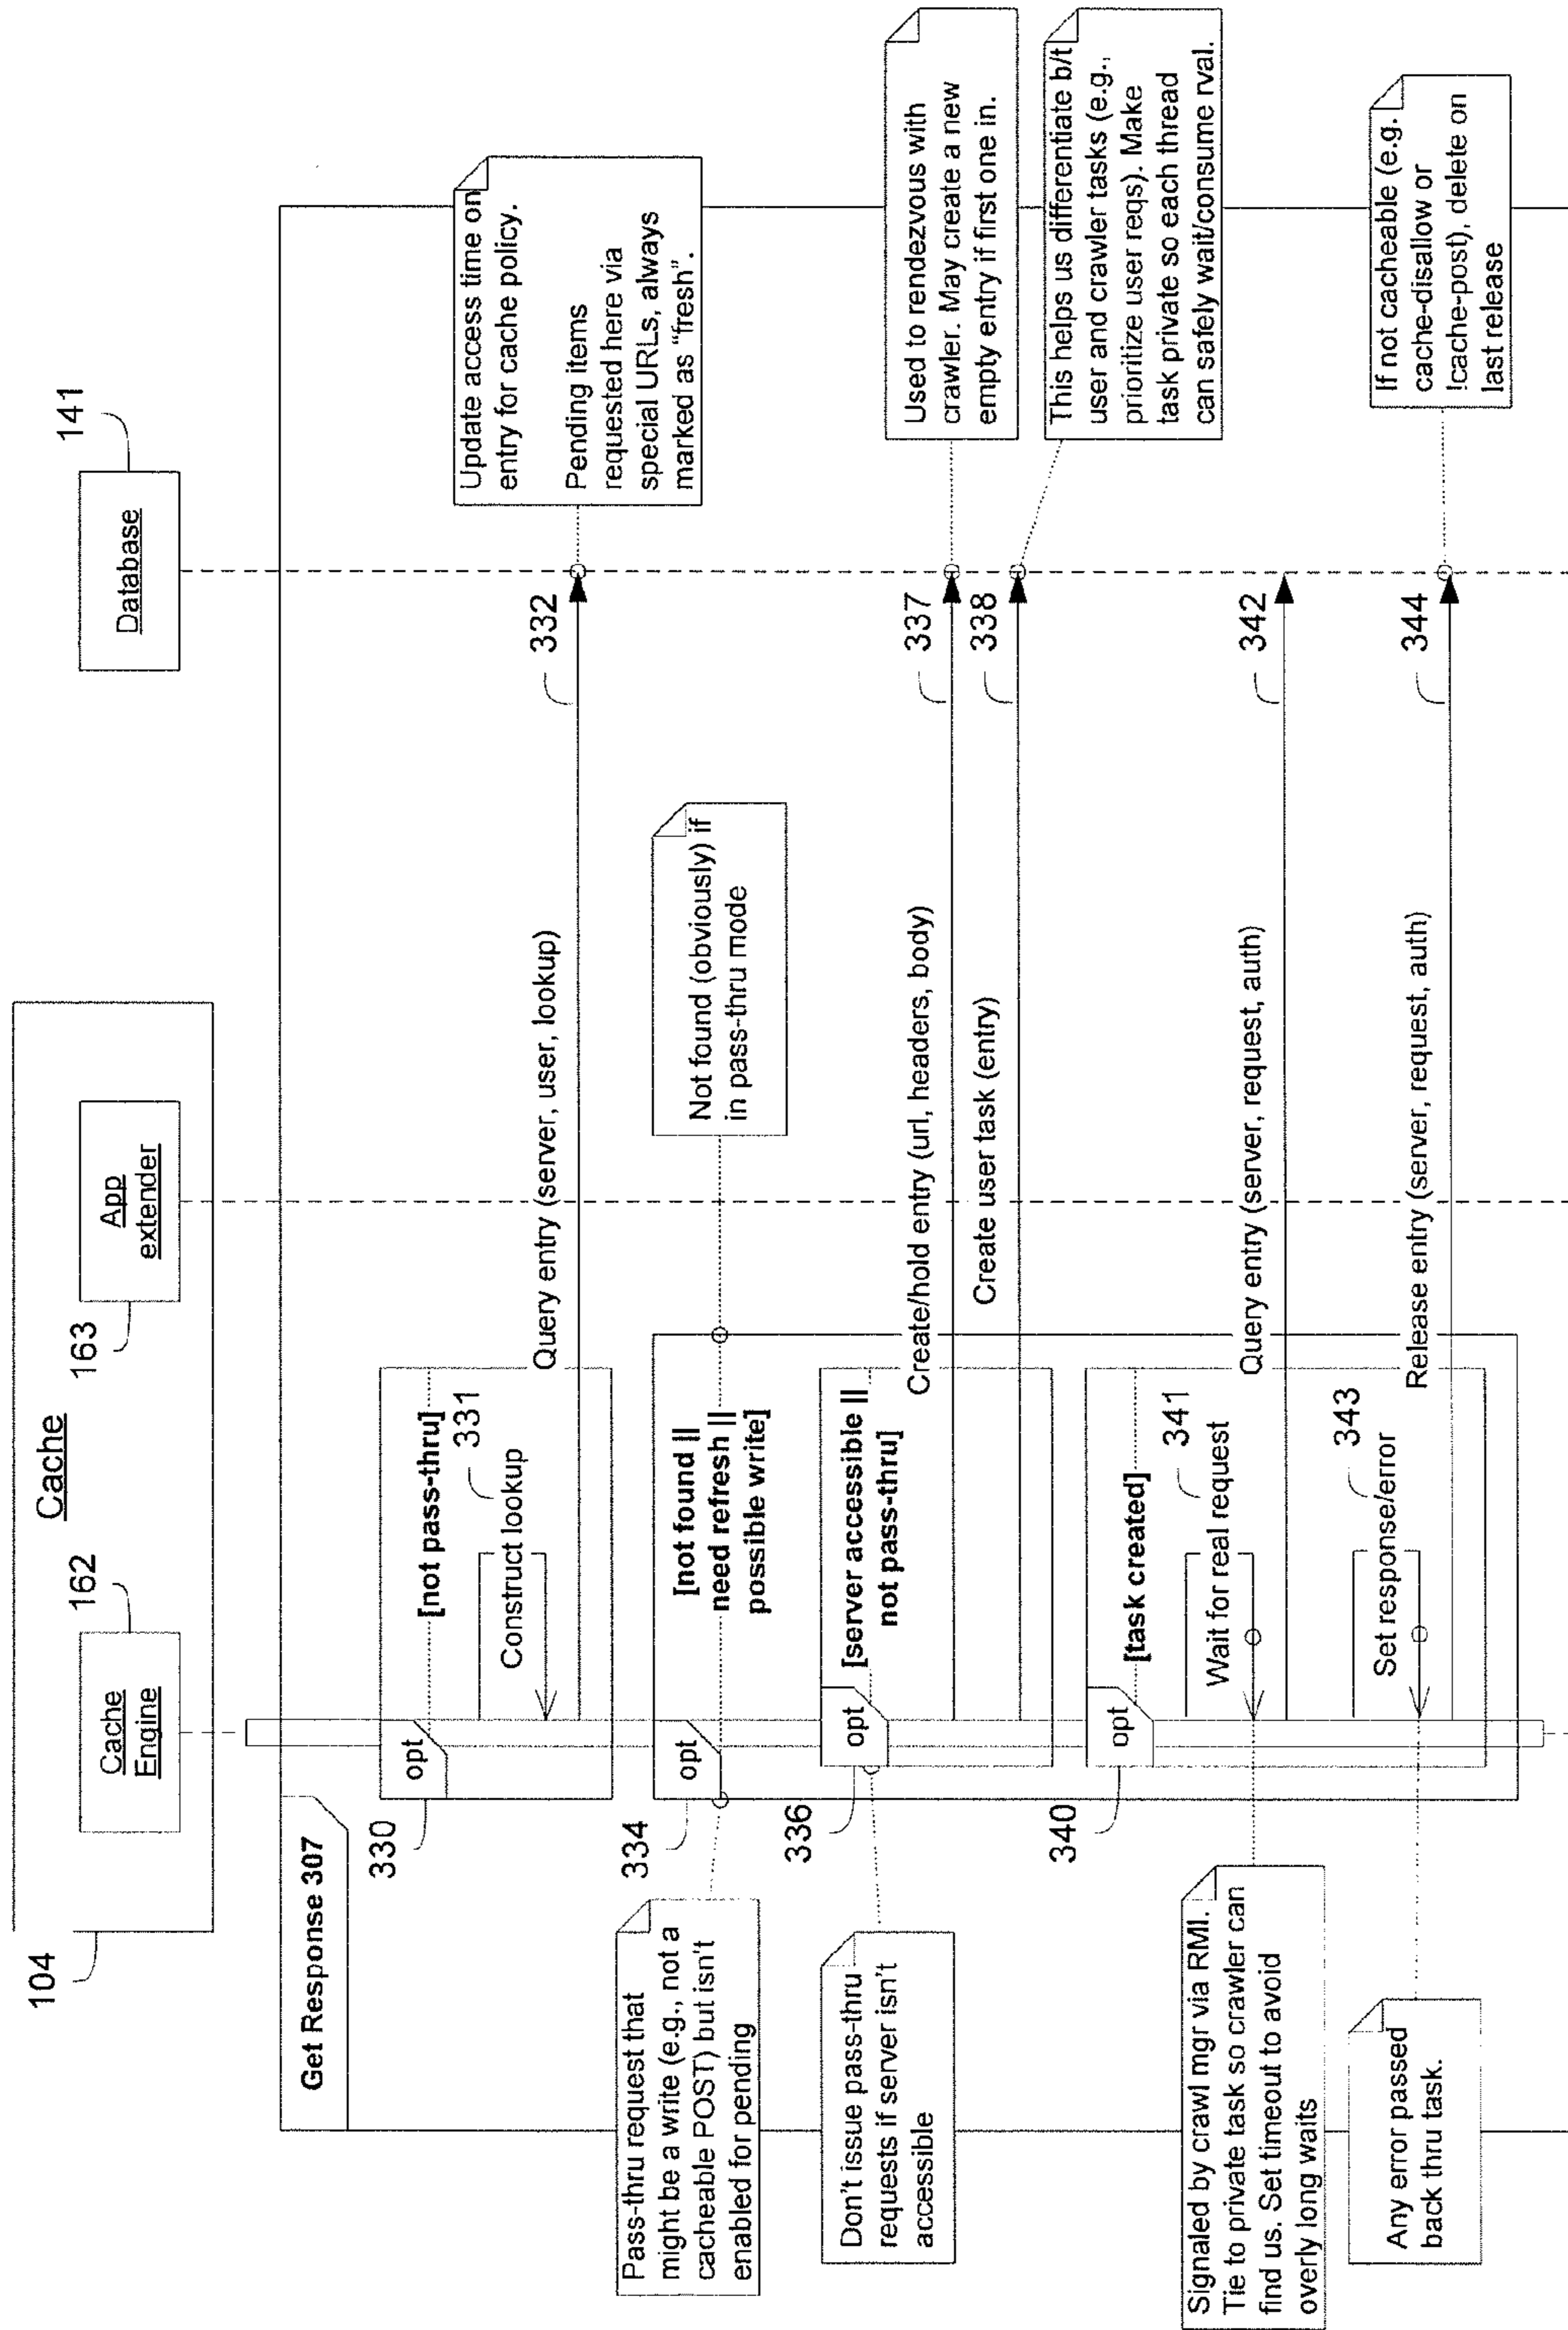 Cache
104
162
163
141
Cache
Engine
App
extender
Database
Get Response 307
330
opt
[not pass-thru]
331
Construct lookup
Query entry (server, user, lookup)
332
Update access time on
entry for cache policy.
Pending items
requested here via
special URLs, always
marked as "fresh".
Pass-thru request that
might be a write (e.g., not a
cacheable POST) but isn't
enabled for pending
334
opt
[not found ||
need refresh ||
possible write]
Not found (obviously) if
in pass-thru mode
Don't issue pass-thru
requests if server isn't
accessible
336
opt
[server accessible ||
not pass-thru]
Create/hold entry (url, headers, body)
337
Used to rendezvous with
crawler. May create a new
empty entry if first one in.
Create user task (entry)
338
This helps us differentiate b/t
user and crawler tasks (e.g.,
prioritize user reqs). Make
task private so each thread
can safely wait/consume rval.
340
opt
[task created]
341
Wait for real request
Signaled by crawl mgr via RMI.
Tie to private task so crawler can
find us. Set timeout to avoid
overly long waits
Query entry (server, request, auth)
342
343
Set response/error
Any error passed
back thru task.
Release entry (server, request, auth)
344
If not cacheable (e.g.
cache-disallow or
!cache-post), delete on
last release